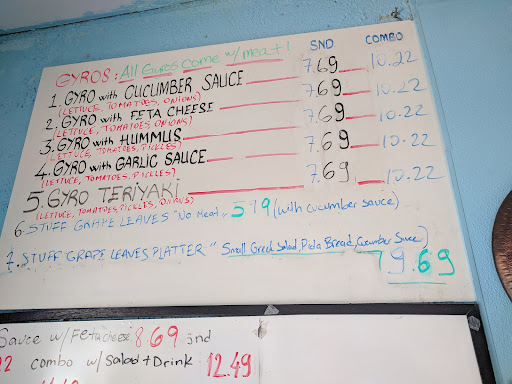 GYROS: All Gyros Come w/ meat! SND COMBO
1. GYRO with CUCUMBER SAUCE 7.69 10.22
(LETTUCE, TOMATOES, ONIONS)
2. GYRO with FETA CHEESE 7.69 10.22
(LETTUCE, TOMATOES, ONIONS)
3. GYRO with HUMMUS 7.69 10.22
(LETTUCE, TOMATOES, PICKLES)
4. GYRO with GARLIC SAUCE 7.69 10.22
(LETTUCE, TOMATOES, PICKLES)
5. GYRO TERIYAKI 7.69 10.22
(LETTUCE, TOMATOES, PICKLES, ONIONS)
6. STUFF GRAPE LEAVES "No Meat" 5.19 (with cucumber sauce)
7. STUFF GRAPE LEAVES PLATTER "Small Greek Salad, Pida Bread, Cucumber Sauce)
9.69
Sauce w/ Feta cheese 8.69 snd
combo w/ Salad + Drink 12.49